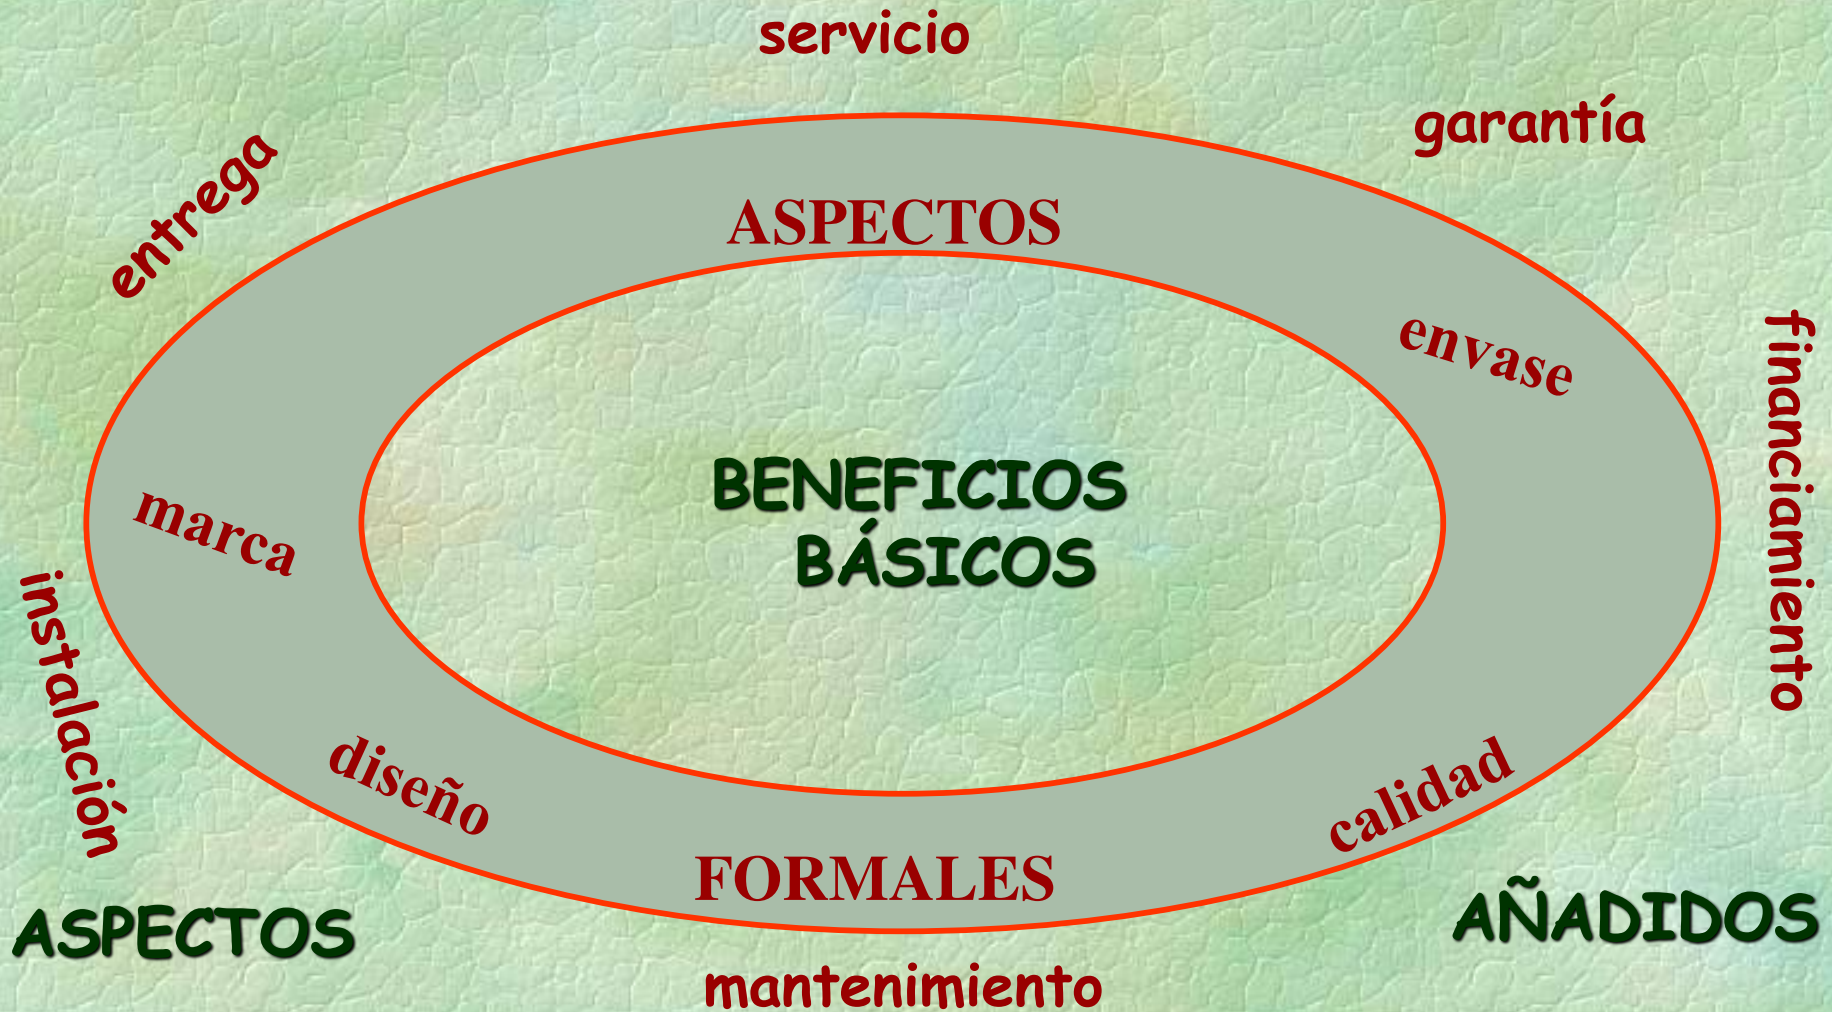 servicio
garantía
entrega
ASPECTOS
envase
financiamiento
BENEFICIOS
BÁSICOS
marca
instalación
diseño
calidad
FORMALES
ASPECTOS
AÑADIDOS
mantenimiento